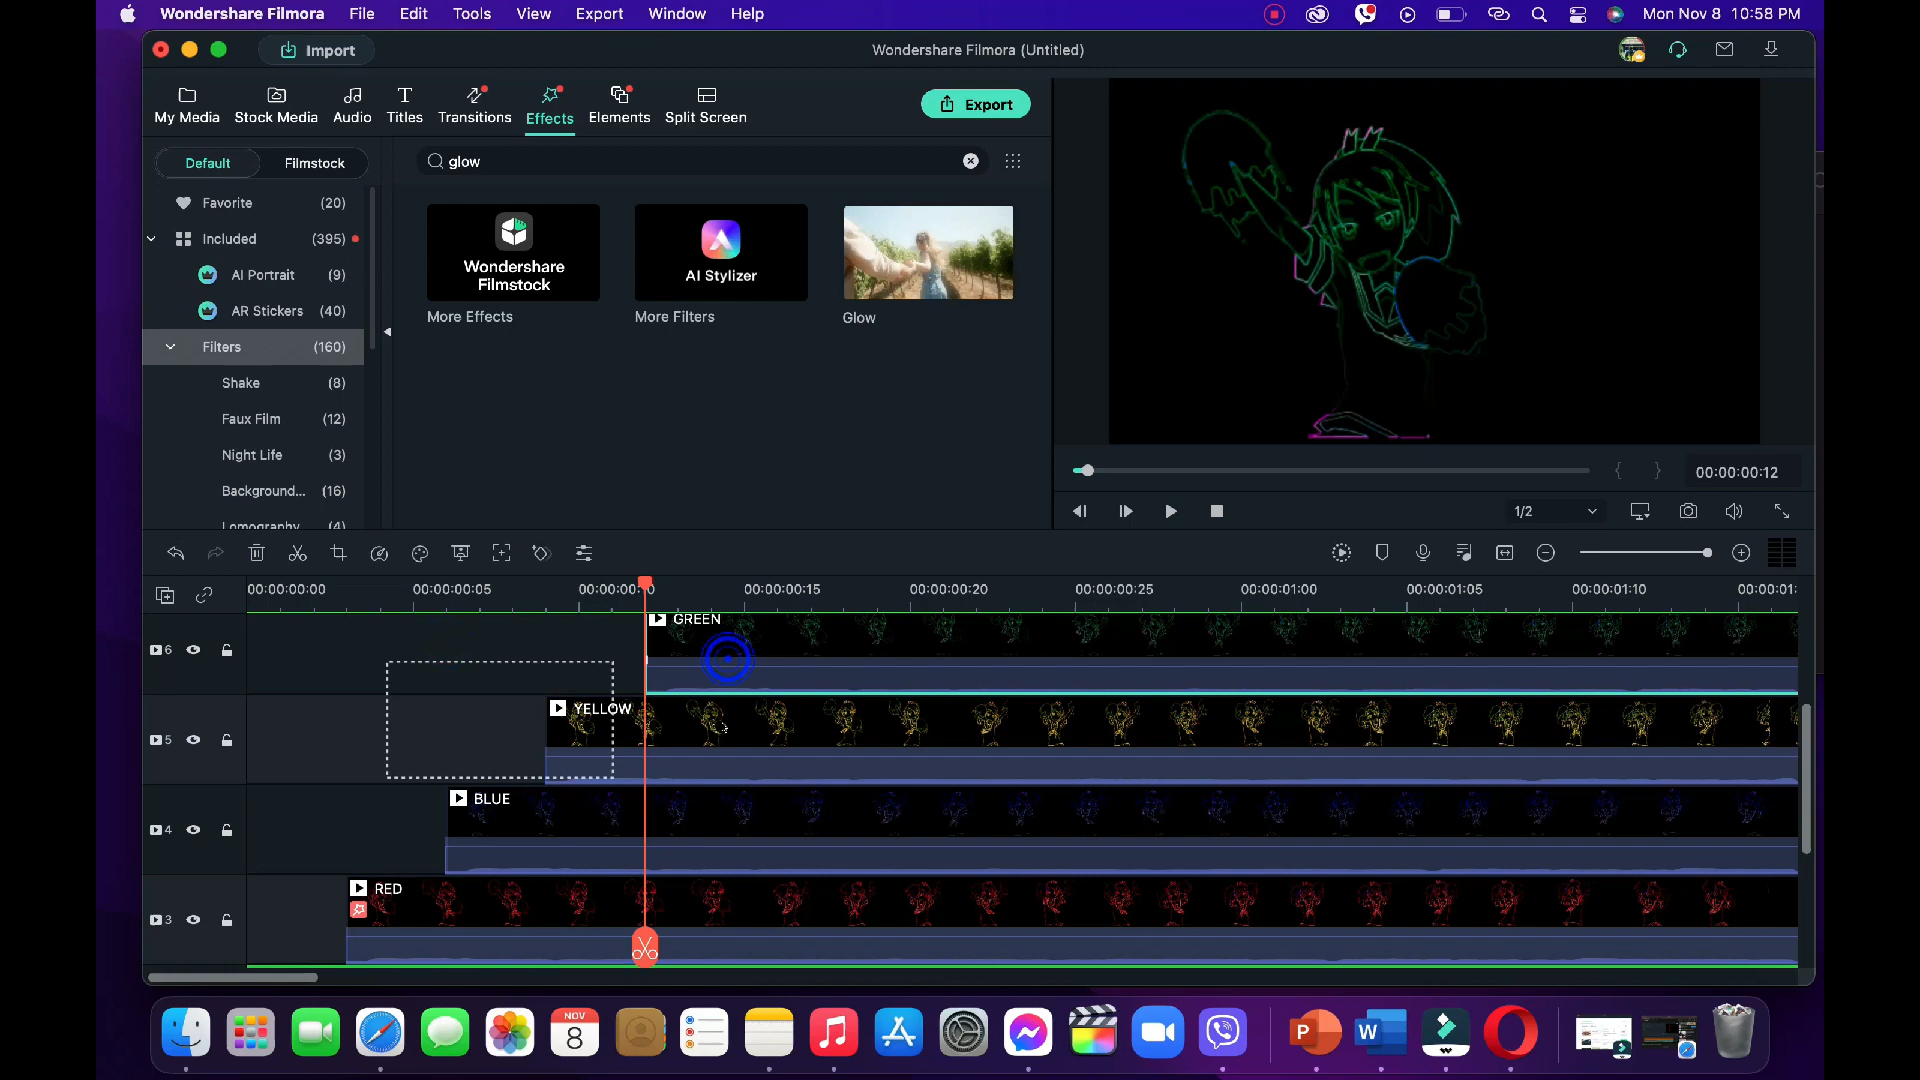 Wondershare Filmora File Edit Tools View Export Window Help Mon Nov 8 10:58 PM
Import Wondershare Filmora (Untitled)
My Media Stock Media Audio Titles Transitions Effects Elements Split Screen Export
Default Filmstock glow
Favorite (20)
Included (395)
AI Portrait (9)
AR Stickers (40)
Filters (160)
Shake (8)
Faux Film (12)
Night Life (3)
Background... (16)
Lomography (4)
Wondershare
Filmstock
AI Stylizer
More Effects More Filters Glow
00:00:00:12
1/2
00:00:00:00 00:00:00:05 00:00:00:15 00:00:00:20 00:00:00:25 00:00:01:00 00:00:01:05 00:00:01:10
6 GREEN
5 YELLOW
4 BLUE
3 RED
NOV
8
P
W